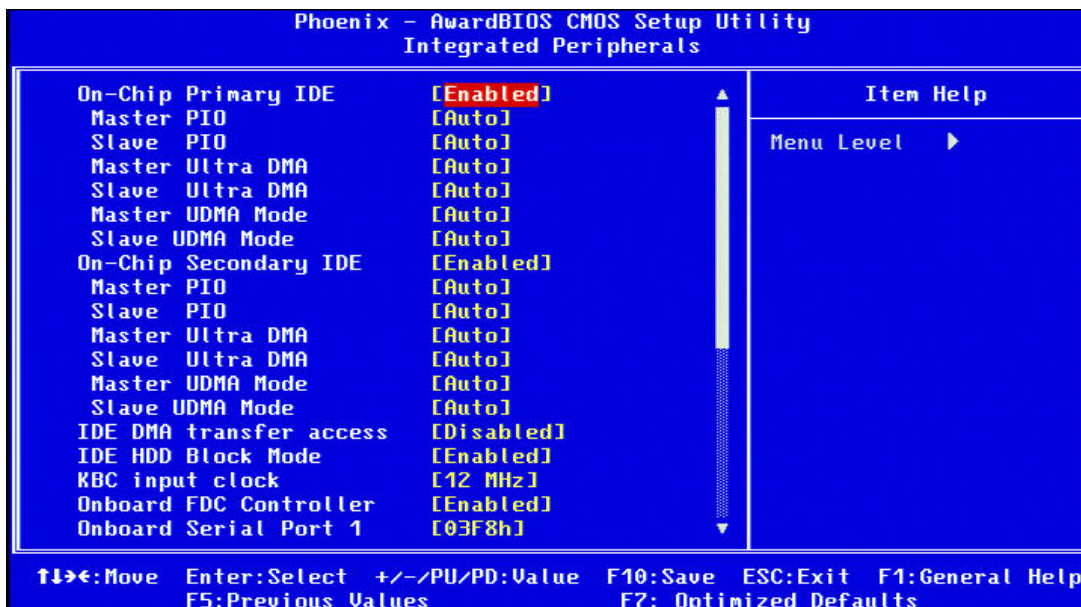 Phoenix - AwardBIOS CMOS Setup Utility
Integrated Peripherals
On-Chip Primary IDE [Enabled]
Master PIO [Auto]
Slave PIO [Auto]
Master Ultra DMA [Auto]
Slave Ultra DMA [Auto]
Master UDMA Mode [Auto]
Slave UDMA Mode [Auto]
On-Chip Secondary IDE [Enabled]
Master PIO [Auto]
Slave PIO [Auto]
Master Ultra DMA [Auto]
Slave Ultra DMA [Auto]
Master UDMA Mode [Auto]
Slave UDMA Mode [Auto]
IDE DMA transfer access [Disabled]
IDE HDD Block Mode [Enabled]
KBC input clock [12 MHz]
Onboard FDC Controller [Enabled]
Onboard Serial Port 1 [03F8h]
Item Help
Menu Level
↑↓→←:Move Enter:Select +/-/PU/PD:Value F10:Save ESC:Exit F1:General Help
F5:Previous Values F7: Optimized Defaults